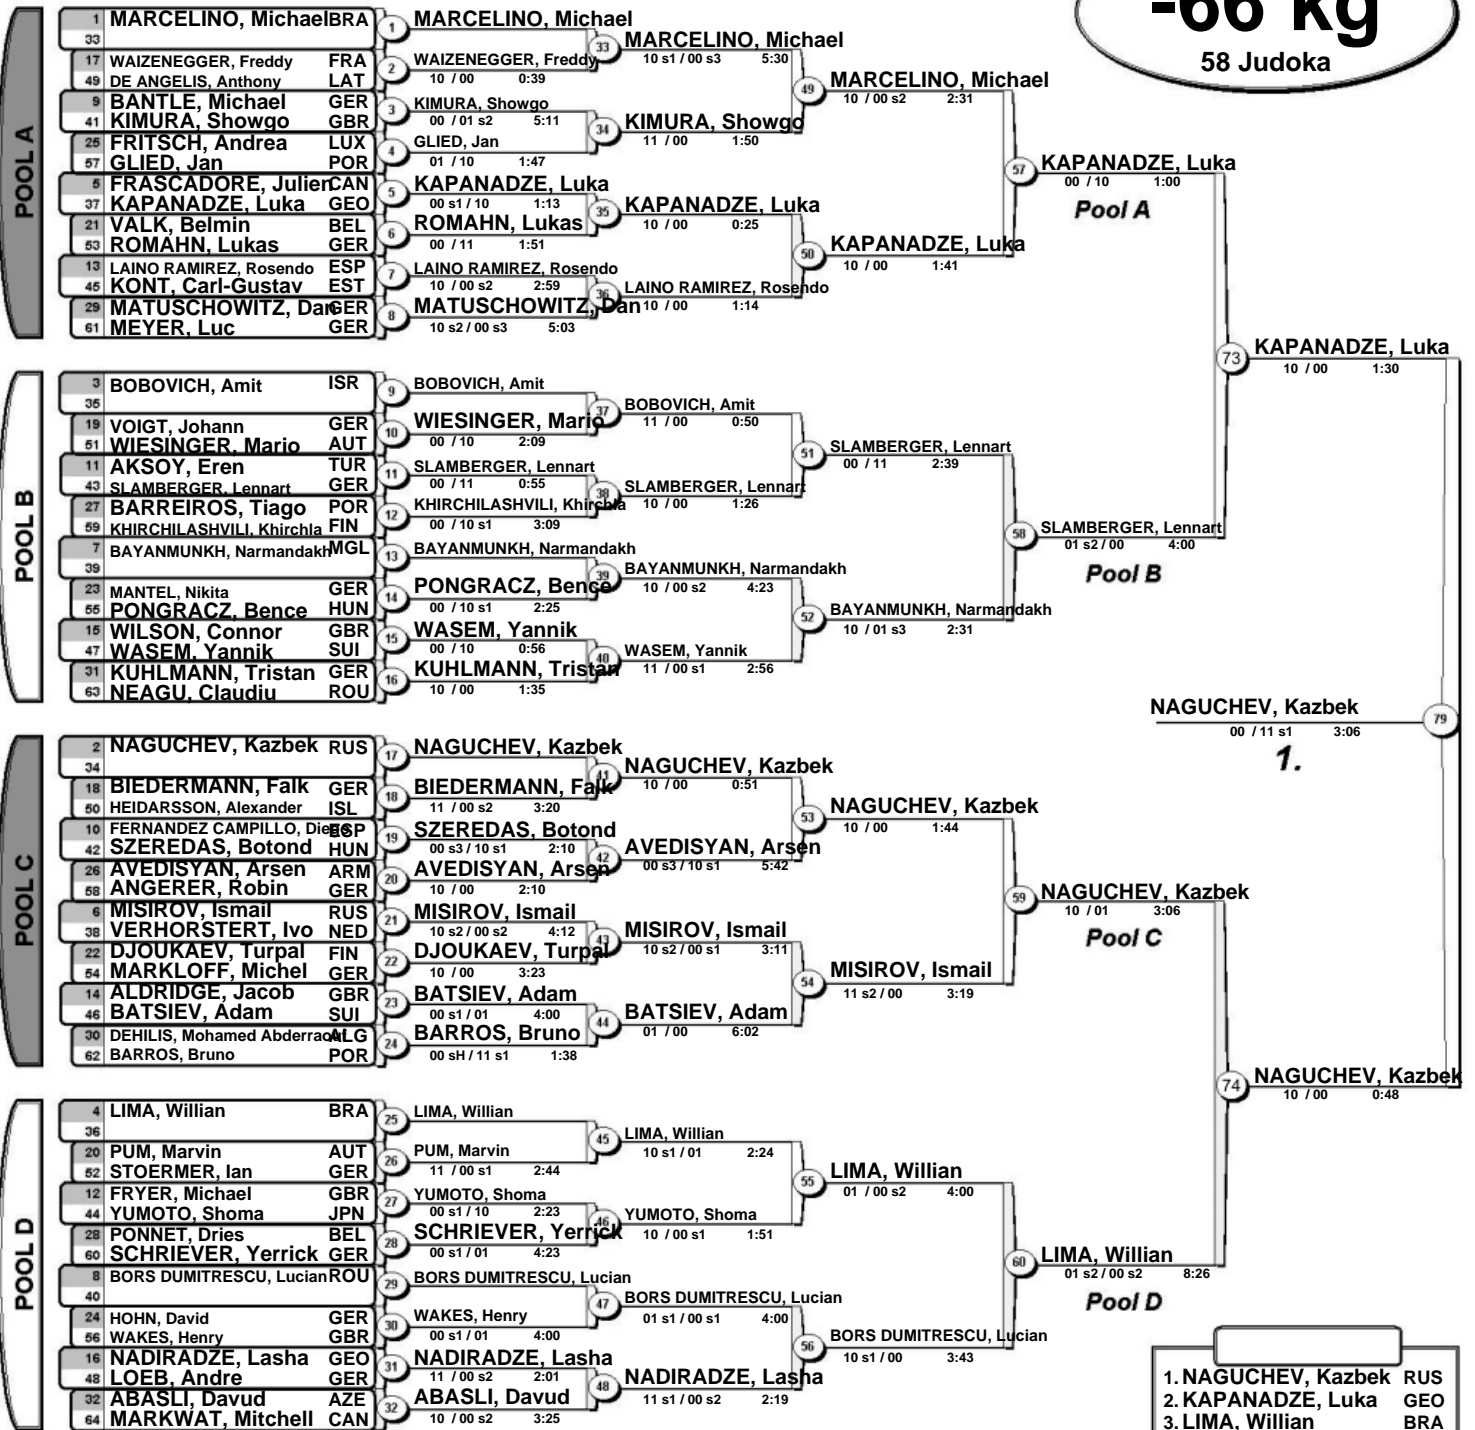 -66 kg
58 Judoka
POOL A
1 MARCELINO, Michael BRA
33
17 WAIZENEGGER, Freddy FRA
49 DE ANGELIS, Anthony LAT
9 BANTLE, Michael GER
41 KIMURA, Showgo GBR
25 FRITSCH, Andrea LUX
57 GLIED, Jan POR
5 FRASCADORE, Julien CAN
37 KAPANADZE, Luka GEO
21 VALK, Belmin BEL
53 ROMAHN, Lukas GER
13 LAINO RAMIREZ, Rosendo ESP
45 KONT, Carl-Gustav EST
29 MATUSCHOWITZ, Dan GER
61 MEYER, Luc GER
1 MARCELINO, Michael
2 WAIZENEGGER, Freddy
10 / 00 0:39
3 KIMURA, Showgo
00 / 01 s2 5:11
4 GLIED, Jan
01 / 10 1:47
5 KAPANADZE, Luka
00 s1 / 10 1:13
6 ROMAHN, Lukas
00 / 11 1:51
7 LAINO RAMIREZ, Rosendo
10 / 00 s2 2:59
8 MATUSCHOWITZ, Dan
10 s2 / 00 s3 5:03
33 MARCELINO, Michael
10 s1 / 00 s3 5:30
34 KIMURA, Showgo
11 / 00 1:50
35 KAPANADZE, Luka
10 / 00 0:25
36 LAINO RAMIREZ, Rosendo
10 / 00 1:14
49 MARCELINO, Michael
10 / 00 s2 2:31
50 KAPANADZE, Luka
10 / 00 1:41
57 KAPANADZE, Luka
00 / 10 1:00
Pool A
POOL B
3 BOBOVICH, Amit ISR
35
19 VOIGT, Johann GER
51 WIESINGER, Mario AUT
11 AKSOY, Eren TUR
43 SLAMBERGER, Lennart GER
27 BARREIROS, Tiago POR
59 KHIRCHILASHVILI, Khirchla FIN
7 BAYANMUNKH, Narmandakh MGL
39
23 MANTEL, Nikita GER
55 PONGRACZ, Bence HUN
15 WILSON, Connor GBR
47 WASEM, Yannik SUI
31 KUHLMANN, Tristan GER
63 NEAGU, Claudiu ROU
9 BOBOVICH, Amit
10 WIESINGER, Mario
00 / 10 2:09
11 SLAMBERGER, Lennart
00 / 11 0:55
12 KHIRCHILASHVILI, Khirchla
00 / 10 s1 3:09
13 BAYANMUNKH, Narmandakh
14 PONGRACZ, Bence
00 / 10 s1 2:25
15 WASEM, Yannik
00 / 10 0:56
16 KUHLMANN, Tristan
10 / 00 1:35
37 BOBOVICH, Amit
11 / 00 0:50
38 SLAMBERGER, Lennart
10 / 00 1:26
39 BAYANMUNKH, Narmandakh
10 / 00 s2 4:23
40 WASEM, Yannik
11 / 00 s1 2:56
51 SLAMBERGER, Lennart
00 / 11 2:39
52 BAYANMUNKH, Narmandakh
10 / 01 s3 2:31
58 SLAMBERGER, Lennart
01 s2 / 00 4:00
Pool B
73 KAPANADZE, Luka
10 / 00 1:30
NAGUCHEV, Kazbek 79
00 / 11 s1 3:06
1.
POOL C
2 NAGUCHEV, Kazbek RUS
34
18 BIEDERMANN, Falk GER
50 HEIDARSSON, Alexander ISL
10 FERNANDEZ CAMPILLO, Diego ESP
42 SZEREDAS, Botond HUN
26 AVEDISYAN, Arsen ARM
58 ANGERER, Robin GER
6 MISIROV, Ismail RUS
38 VERHORSTERT, Ivo NED
22 DJOUKAEV, Turpal FIN
54 MARKLOFF, Michel GER
14 ALDRIDGE, Jacob GBR
46 BATSIEV, Adam SUI
30 DEHILIS, Mohamed Abderraouf ALG
62 BARROS, Bruno POR
17 NAGUCHEV, Kazbek
18 BIEDERMANN, Falk
11 / 00 s2 3:20
19 SZEREDAS, Botond
00 s3 / 10 s1 2:10
20 AVEDISYAN, Arsen
10 / 00 2:10
21 MISIROV, Ismail
10 s2 / 00 s2 4:12
22 DJOUKAEV, Turpal
10 / 00 3:23
23 BATSIEV, Adam
00 s1 / 01 4:00
24 BARROS, Bruno
00 sH / 11 s1 1:38
41 NAGUCHEV, Kazbek
10 / 00 0:51
42 AVEDISYAN, Arsen
00 s3 / 10 s1 5:42
43 MISIROV, Ismail
10 s2 / 00 s1 3:11
44 BATSIEV, Adam
01 / 00 6:02
53 NAGUCHEV, Kazbek
10 / 00 1:44
54 MISIROV, Ismail
11 s2 / 00 3:19
59 NAGUCHEV, Kazbek
10 / 01 3:06
Pool C
74 NAGUCHEV, Kazbek
10 / 00 0:48
POOL D
4 LIMA, Willian BRA
36
20 PUM, Marvin AUT
52 STOERMER, Ian GER
12 FRYER, Michael GBR
44 YUMOTO, Shoma JPN
28 PONNET, Dries BEL
60 SCHRIEVER, Yerrick GER
8 BORS DUMITRESCU, Lucian ROU
40
24 HOHN, David GER
56 WAKES, Henry GBR
16 NADIRADZE, Lasha GEO
48 LOEB, Andre GER
32 ABASLI, Davud AZE
64 MARKWAT, Mitchell CAN
25 LIMA, Willian
26 PUM, Marvin
11 / 00 s1 2:44
27 YUMOTO, Shoma
00 s1 / 10 2:23
28 SCHRIEVER, Yerrick
00 s1 / 01 4:23
29 BORS DUMITRESCU, Lucian
30 WAKES, Henry
00 s1 / 01 4:00
31 NADIRADZE, Lasha
11 / 00 s2 2:01
32 ABASLI, Davud
10 / 00 s2 3:25
45 LIMA, Willian
10 s1 / 01 2:24
46 YUMOTO, Shoma
10 / 00 s1 1:51
47 BORS DUMITRESCU, Lucian
01 s1 / 00 s1 4:00
48 NADIRADZE, Lasha
11 s1 / 00 s2 2:19
55 LIMA, Willian
01 / 00 s2 4:00
56 BORS DUMITRESCU, Lucian
10 s1 / 00 3:43
60 LIMA, Willian
01 s2 / 00 s2 8:26
Pool D
1. NAGUCHEV, Kazbek RUS
2. KAPANADZE, Luka GEO
3. LIMA, Willian BRA